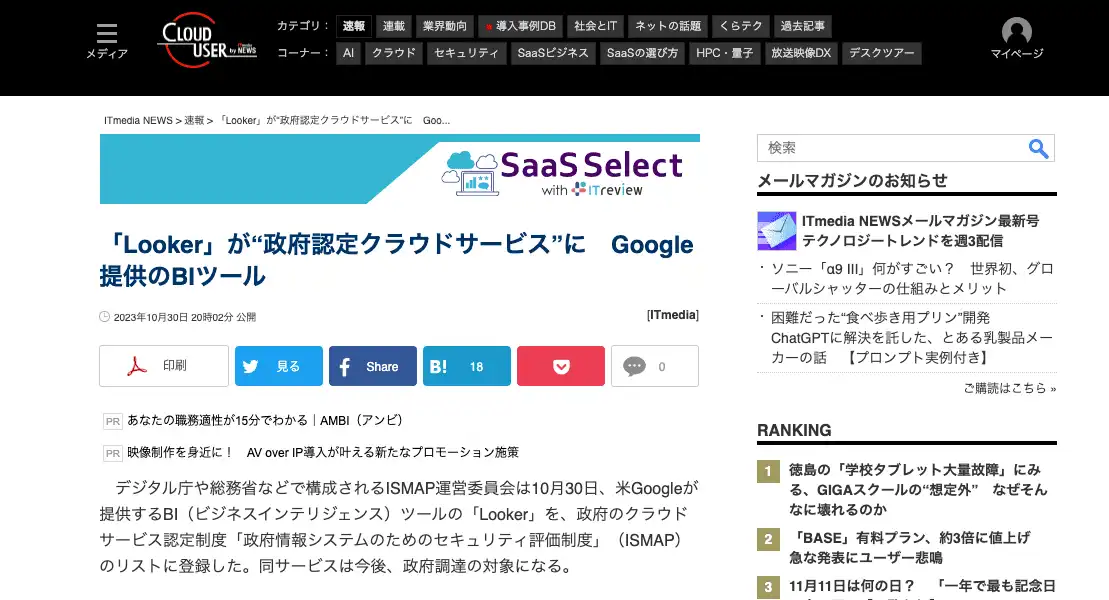 メディア
CLOUD USER by NEWS
カテゴリ： 速報 連載 業界動向 導入事例DB 社会とIT ネットの話題 くらテク 過去記事
コーナー： AI クラウド セキュリティ SaaSビジネス SaaSの選び方 HPC・量子 放送映像DX デスクツアー
マイページ
ITmedia NEWS > 速報 > 「Looker」が“政府認定クラウドサービス”に　Goo...
SaaS Select
with ITreview
「Looker」が“政府認定クラウドサービス”に　Google
提供のBIツール
2023年10月30日 20時02分 公開
[ITmedia]
印刷 見る Share B! 18 0
PR あなたの職務適性が15分でわかる｜AMBI（アンビ）
PR 映像制作を身近に！　AV over IP導入が叶える新たなプロモーション施策
デジタル庁や総務省などで構成されるISMAP運営委員会は10月30日、米Googleが
提供するBI（ビジネスインテリジェンス）ツールの「Looker」を、政府のクラウド
サービス認定制度「政府情報システムのためのセキュリティ評価制度」（ISMAP）
のリストに登録した。同サービスは今後、政府調達の対象になる。
検索
メールマガジンのお知らせ
ITmedia NEWSメールマガジン最新号
テクノロジートレンドを週3配信
・ソニー「α9 III」何がすごい？　世界初、グロ
ーバルシャッターの仕組みとメリット
・困難だった“食べ歩き用プリン”開発
ChatGPTに解決を託した、とある乳製品メー
カーの話　【プロンプト実例付き】
ご購読はこちら »
RANKING
1 徳島の「学校タブレット大量故障」にみ
る、GIGAスクールの“想定外”　なぜそん
なに壊れるのか
2 「BASE」有料プラン、約3倍に値上げ
急な発表にユーザー悲鳴
3 11月11日は何の日？　「一年で最も記念日